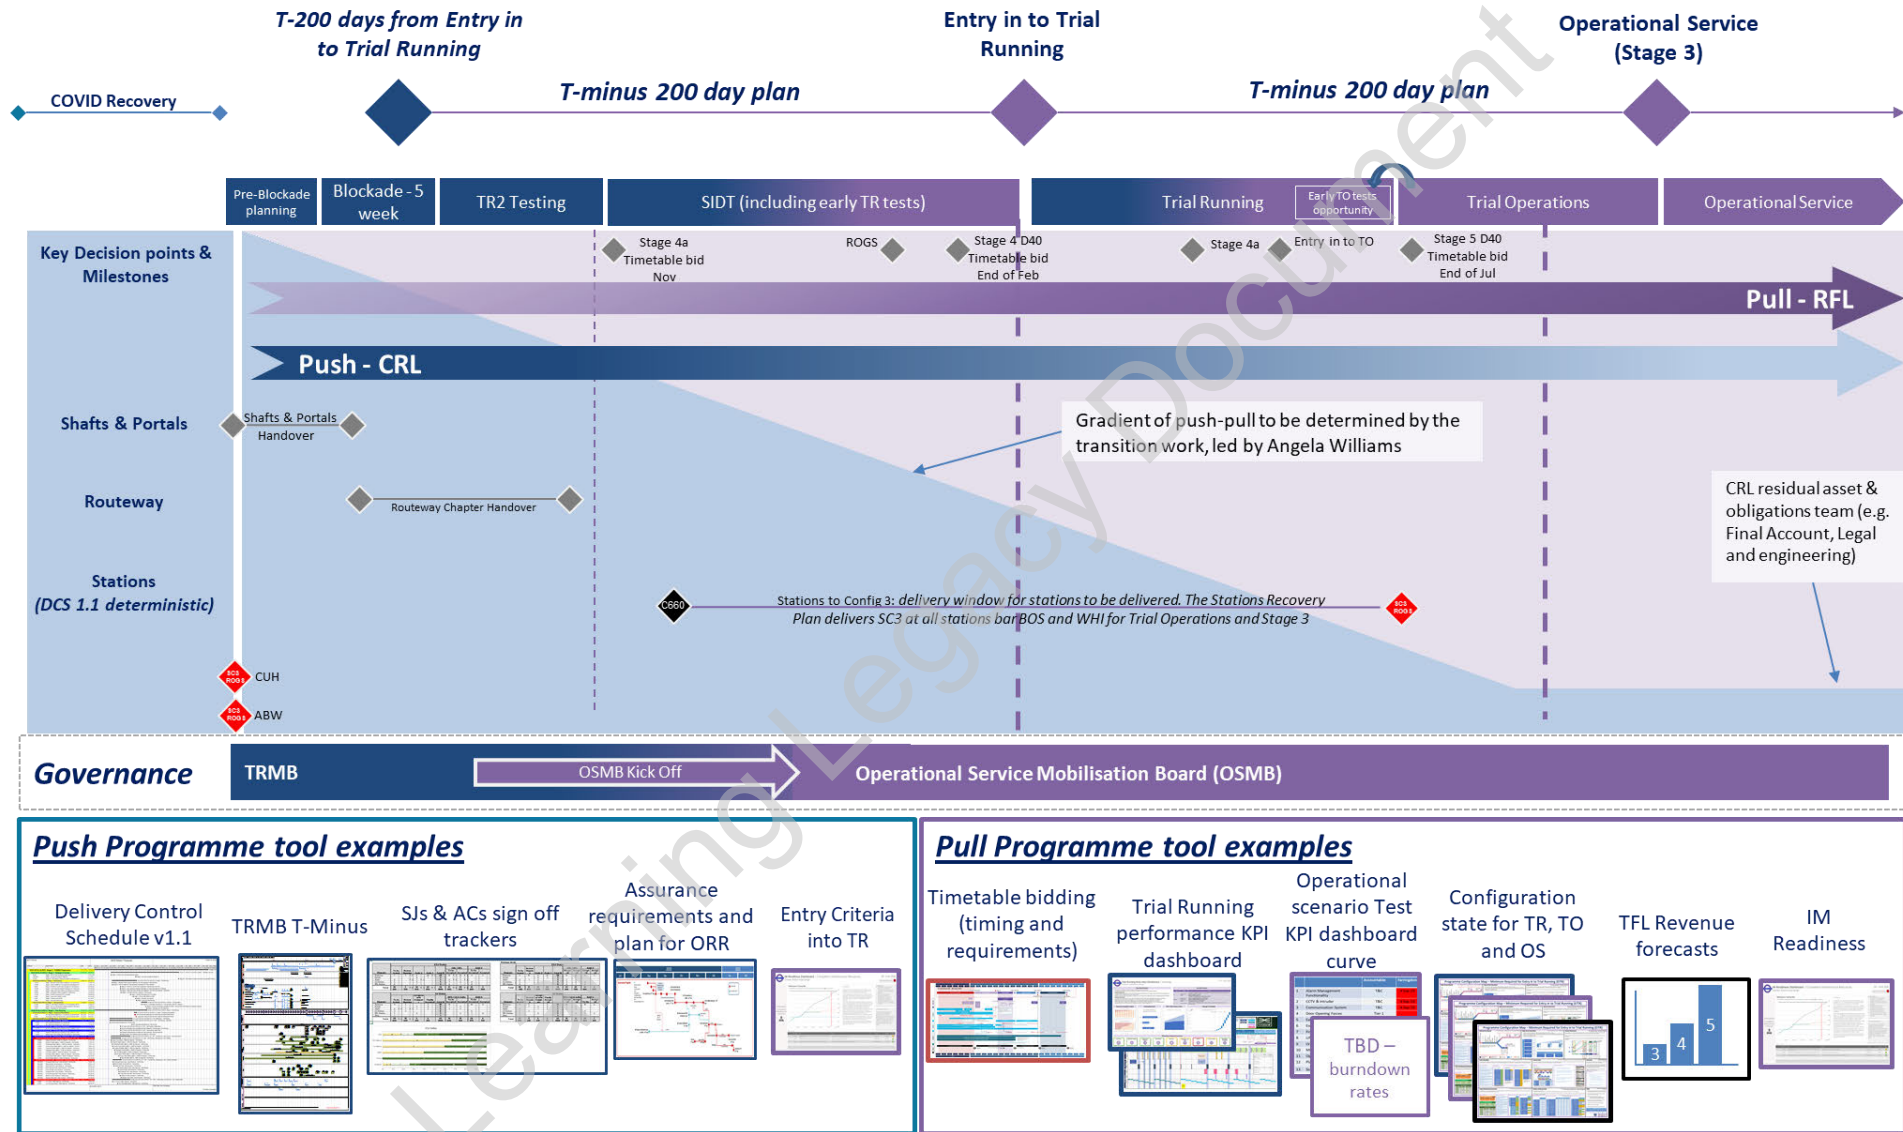 T-200 days from Entry in
to Trial Running
Entry in to Trial
Running
Operational Service
(Stage 3)
COVID Recovery
T-minus 200 day plan
T-minus 200 day plan
Pre-Blockade
planning
Blockade - 5
week
TR2 Testing
SIDT (including early TR tests)
Trial Running
Early TO tests
opportunity
Trial Operations
Operational Service
Key Decision points &
Milestones
Stage 4a
Timetable bid
Nov
ROGS
Stage 4 D40
Timetable bid
End of Feb
Stage 4a
Entry in to TO
Stage 5 D40
Timetable bid
End of Jul
Pull - RFL
Push - CRL
Shafts & Portals
Shafts & Portals
Handover
Gradient of push-pull to be determined by the
transition work, led by Angela Williams
Routeway
Routeway Chapter Handover
CRL residual asset &
obligations team (e.g.
Final Account, Legal
and engineering)
Stations
(DCS 1.1 deterministic)
C660
Stations to Config 3: delivery window for stations to be delivered. The Stations Recovery
Plan delivers SC3 at all stations bar BOS and WHI for Trial Operations and Stage 3
SCS
ROGS
SCS
ROGS
CUH
SCS
ROGS
ABW
Governance
TRMB
OSMB Kick Off
Operational Service Mobilisation Board (OSMB)
Push Programme tool examples
Delivery Control
Schedule v1.1
TRMB T-Minus
SJs & ACs sign off
trackers
Assurance
requirements and
plan for ORR
Entry Criteria
into TR
Pull Programme tool examples
Timetable bidding
(timing and
requirements)
Trial Running
performance KPI
dashboard
Operational
scenario Test
KPI dashboard
curve
TBD –
burndown
rates
Configuration
state for TR, TO
and OS
TFL Revenue
forecasts
3
4
5
IM
Readiness
Learning Legacy Document